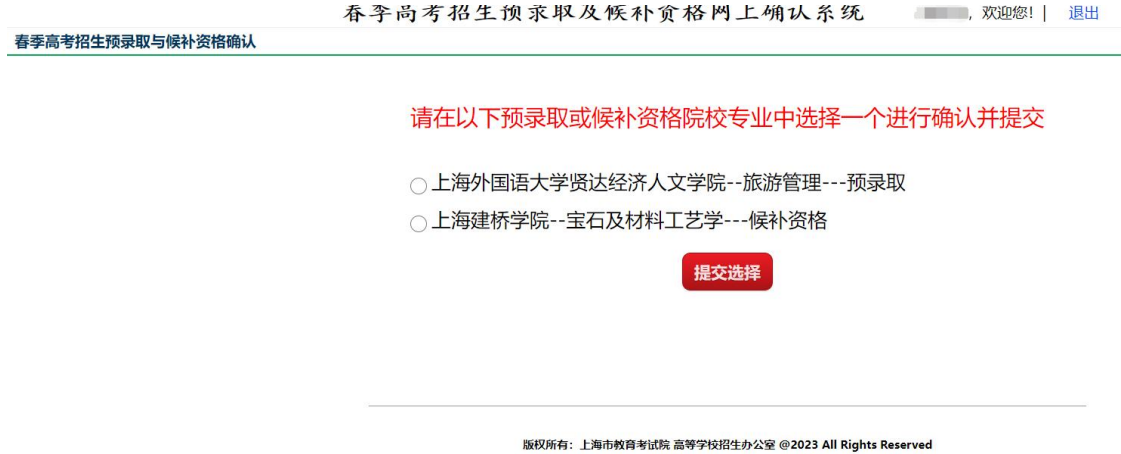 春季高考招生预录取及候补资格网上确认系统
，欢迎您！| 退出
春季高考招生预录取与候补资格确认
请在以下预录取或候补资格院校专业中选择一个进行确认并提交
上海外国语大学贤达经济人文学院--旅游管理---预录取
上海建桥学院--宝石及材料工艺学---候补资格
提交选择
版权所有：上海市教育考试院 高等学校招生办公室 @2023 All Rights Reserved